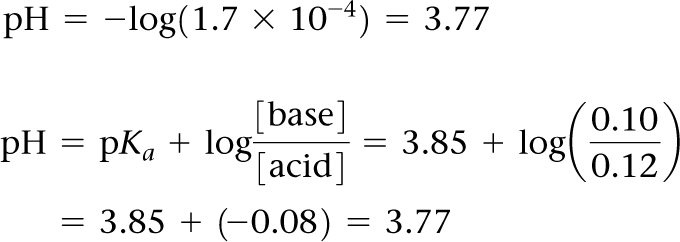 pH = −log(1.7 × 10⁻⁴) = 3.77
pH = pKₐ + log [base]/[acid] = 3.85 + log(0.10/0.12)
= 3.85 + (−0.08) = 3.77